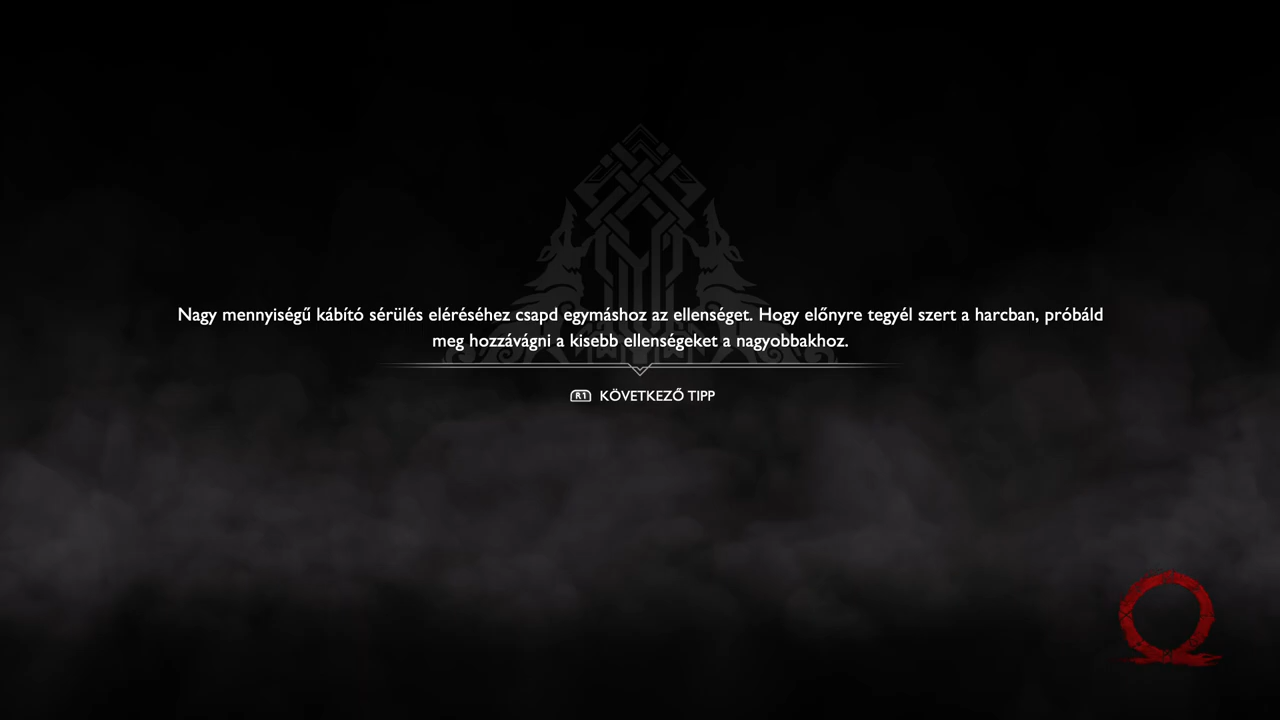 Nagy mennyiségű kábító sérülés eléréséhez csapd egymáshoz az ellenséget. Hogy előnyre tegyél szert a harcban, próbáld
meg hozzávágni a kisebb ellenségeket a nagyobbakhoz.
R1 KÖVETKEZŐ TIPP